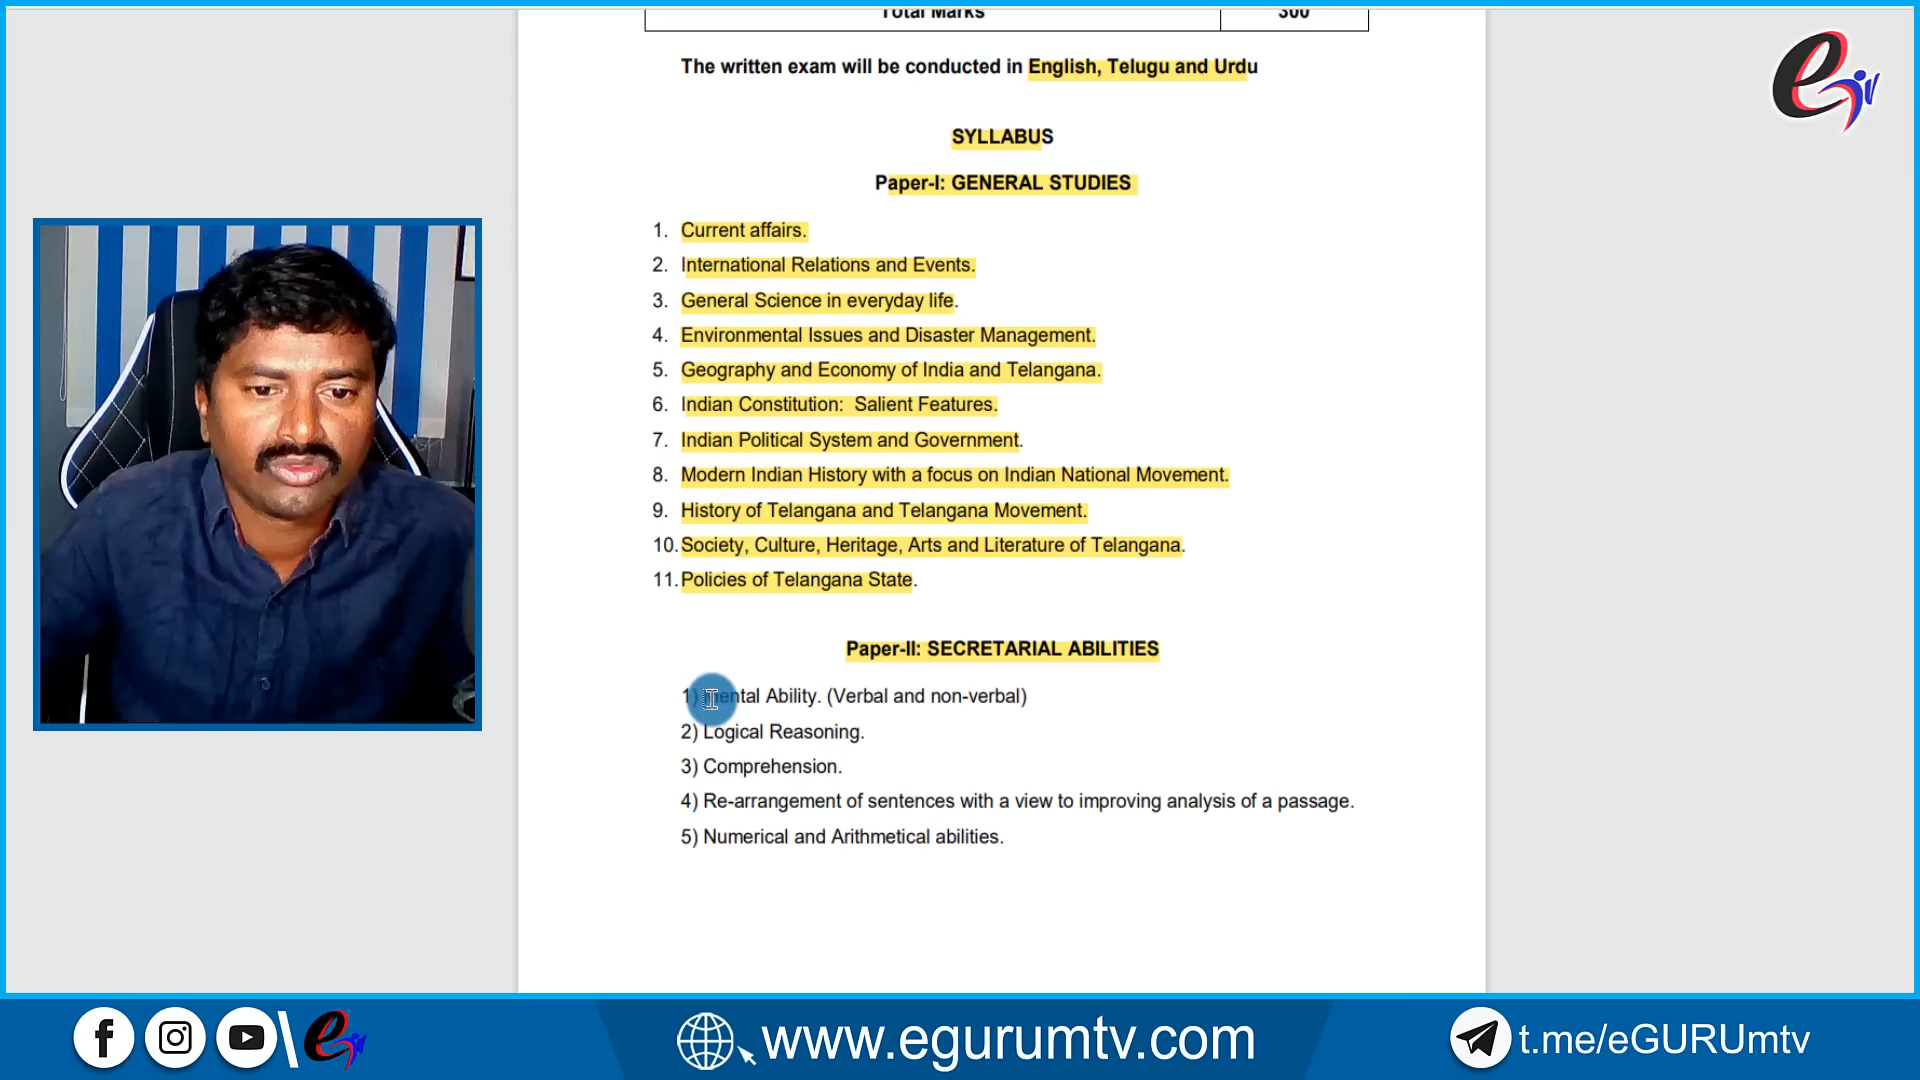 Total Marks 300
The written exam will be conducted in English, Telugu and Urdu
SYLLABUS
Paper-I: GENERAL STUDIES
1. Current affairs.
2. International Relations and Events.
3. General Science in everyday life.
4. Environmental Issues and Disaster Management.
5. Geography and Economy of India and Telangana.
6. Indian Constitution: Salient Features.
7. Indian Political System and Government.
8. Modern Indian History with a focus on Indian National Movement.
9. History of Telangana and Telangana Movement.
10. Society, Culture, Heritage, Arts and Literature of Telangana.
11. Policies of Telangana State.
Paper-II: SECRETARIAL ABILITIES
1) Mental Ability. (Verbal and non-verbal)
2) Logical Reasoning.
3) Comprehension.
4) Re-arrangement of sentences with a view to improving analysis of a passage.
5) Numerical and Arithmetical abilities.
www.egurumtv.com
t.me/eGURUmtv